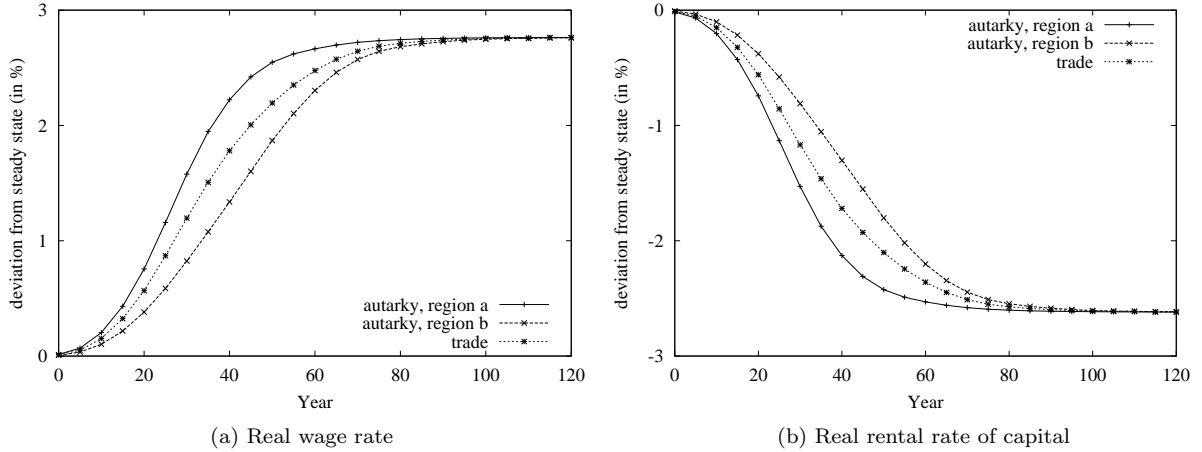 deviation from steady state (in %)
3
2
1
0
autarky, region a
autarky, region b
trade
0 20 40 60 80 100 120
Year
(a) Real wage rate
deviation from steady state (in %)
0
-1
-2
-3
autarky, region a
autarky, region b
trade
0 20 40 60 80 100 120
Year
(b) Real rental rate of capital